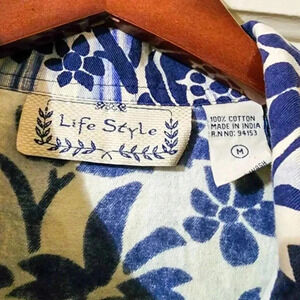 Life Style
100% COTTON
MADE IN INDIA
R.N NO: 94153
M